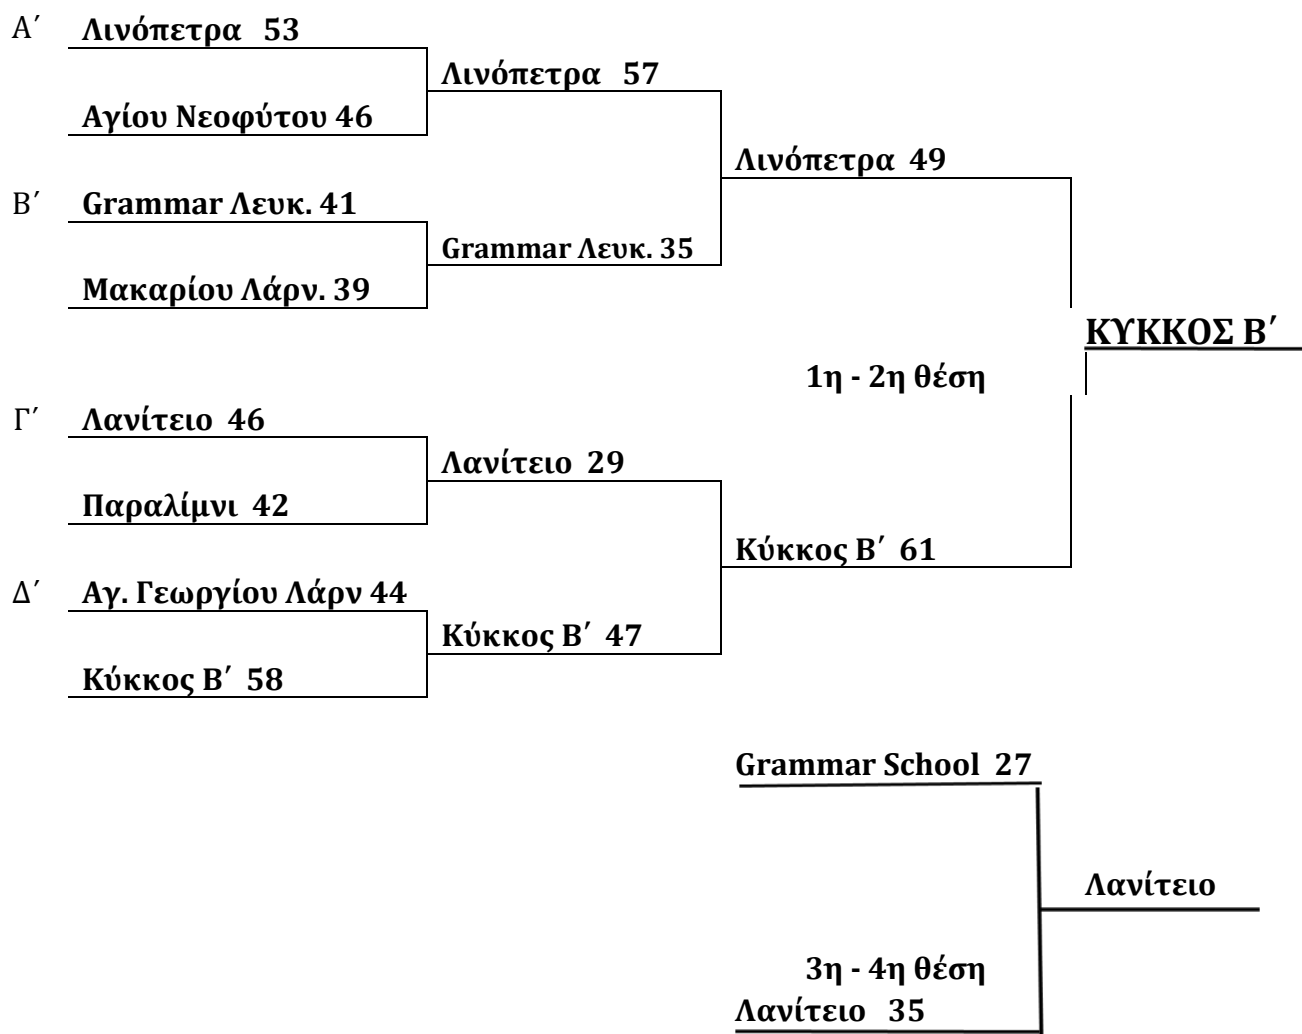 Α΄ Λινόπετρα 53
Λινόπετρα 57
Αγίου Νεοφύτου 46
Λινόπετρα 49
Β΄ Grammar Λευκ. 41
Grammar Λευκ. 35
Μακαρίου Λάρν. 39
ΚΥΚΚΟΣ Β΄
1η - 2η θέση
Γ΄ Λανίτειο 46
Λανίτειο 29
Παραλίμνι 42
Κύκκος Β΄ 61
Δ΄ Αγ. Γεωργίου Λάρν 44
Κύκκος Β΄ 47
Κύκκος Β΄ 58
Grammar School 27
Λανίτειο
3η - 4η θέση
Λανίτειο 35